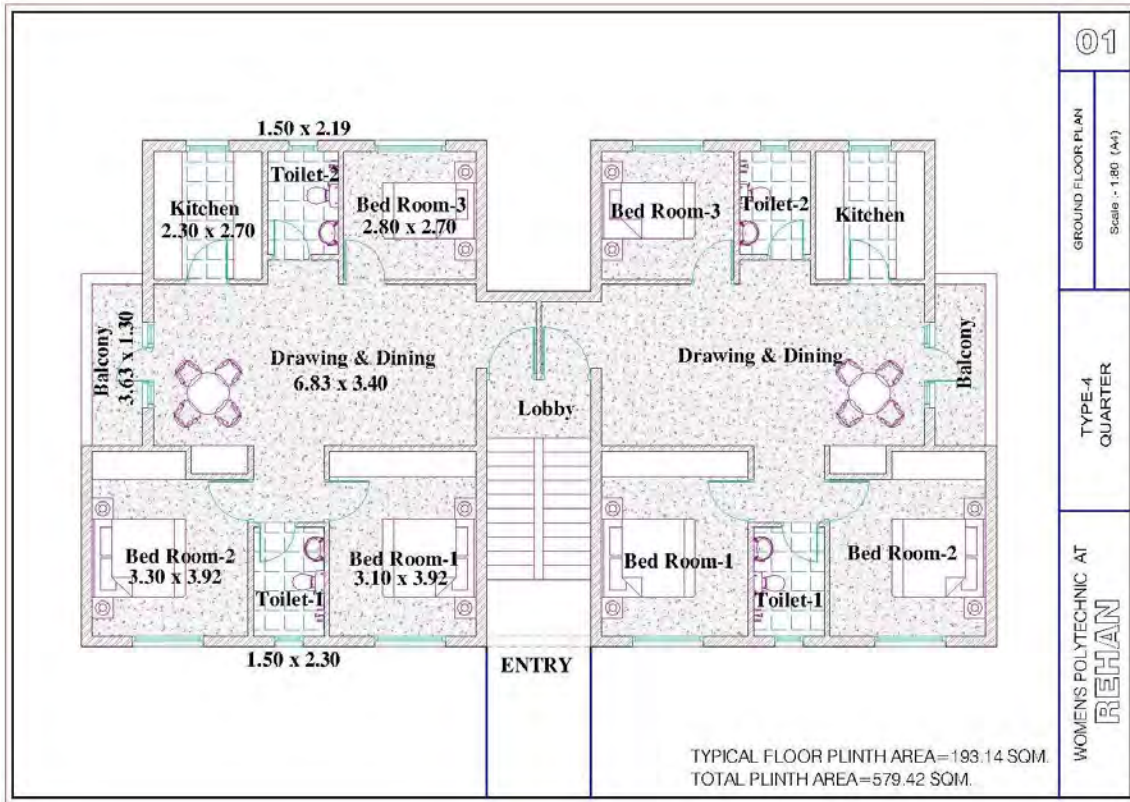 1.50 x 2.19
Toilet-2
Kitchen
2.30 x 2.70
Bed Room-3
2.80 x 2.70
Bed Room-3
Toilet-2
Kitchen
Balcony
3.63 x 1.30
Drawing & Dining
6.83 x 3.40
Lobby
Drawing & Dining
Balcony
Bed Room-2
3.30 x 3.92
Toilet-1
Bed Room-1
3.10 x 3.92
Bed Room-1
Toilet-1
Bed Room-2
1.50 x 2.30
ENTRY
TYPICAL FLOOR PLINTH AREA=193.14 SQM.
TOTAL PLINTH AREA=579.42 SQM.
01
GROUND FLOOR PLAN
Scale :- 1:80 (A4)
TYPE-4
QUARTER
WOMEN'S POLYTECHNIC AT
REHAN